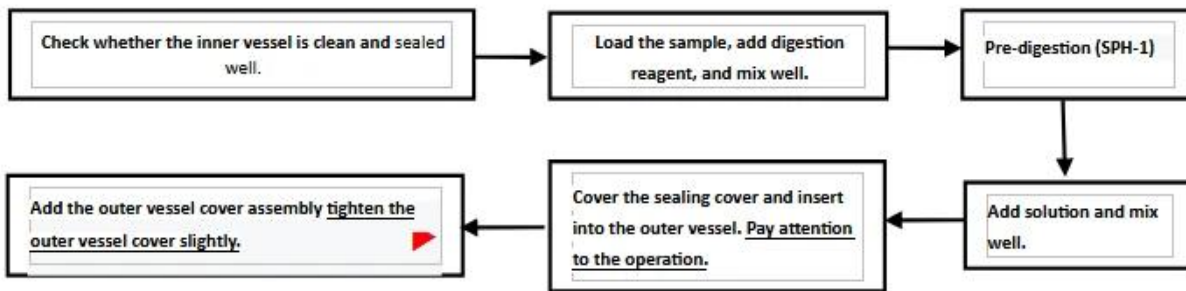 Check whether the inner vessel is clean and sealed
well.
Load the sample, add digestion
reagent, and mix well.
Pre-digestion (SPH-1)
Add solution and mix
well.
Cover the sealing cover and insert
into the outer vessel. Pay attention
to the operation.
Add the outer vessel cover assembly tighten the
outer vessel cover slightly.